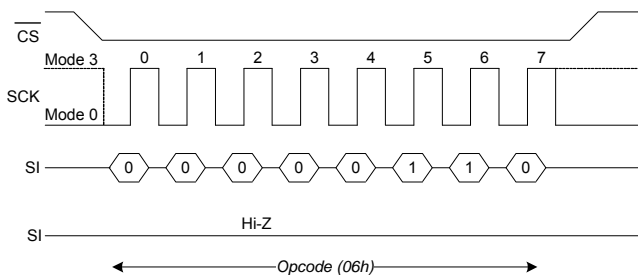 CS
Mode 3 0 1 2 3 4 5 6 7
SCK
Mode 0
SI 0 0 0 0 0 1 1 0
Hi-Z
SI
Opcode (06h)